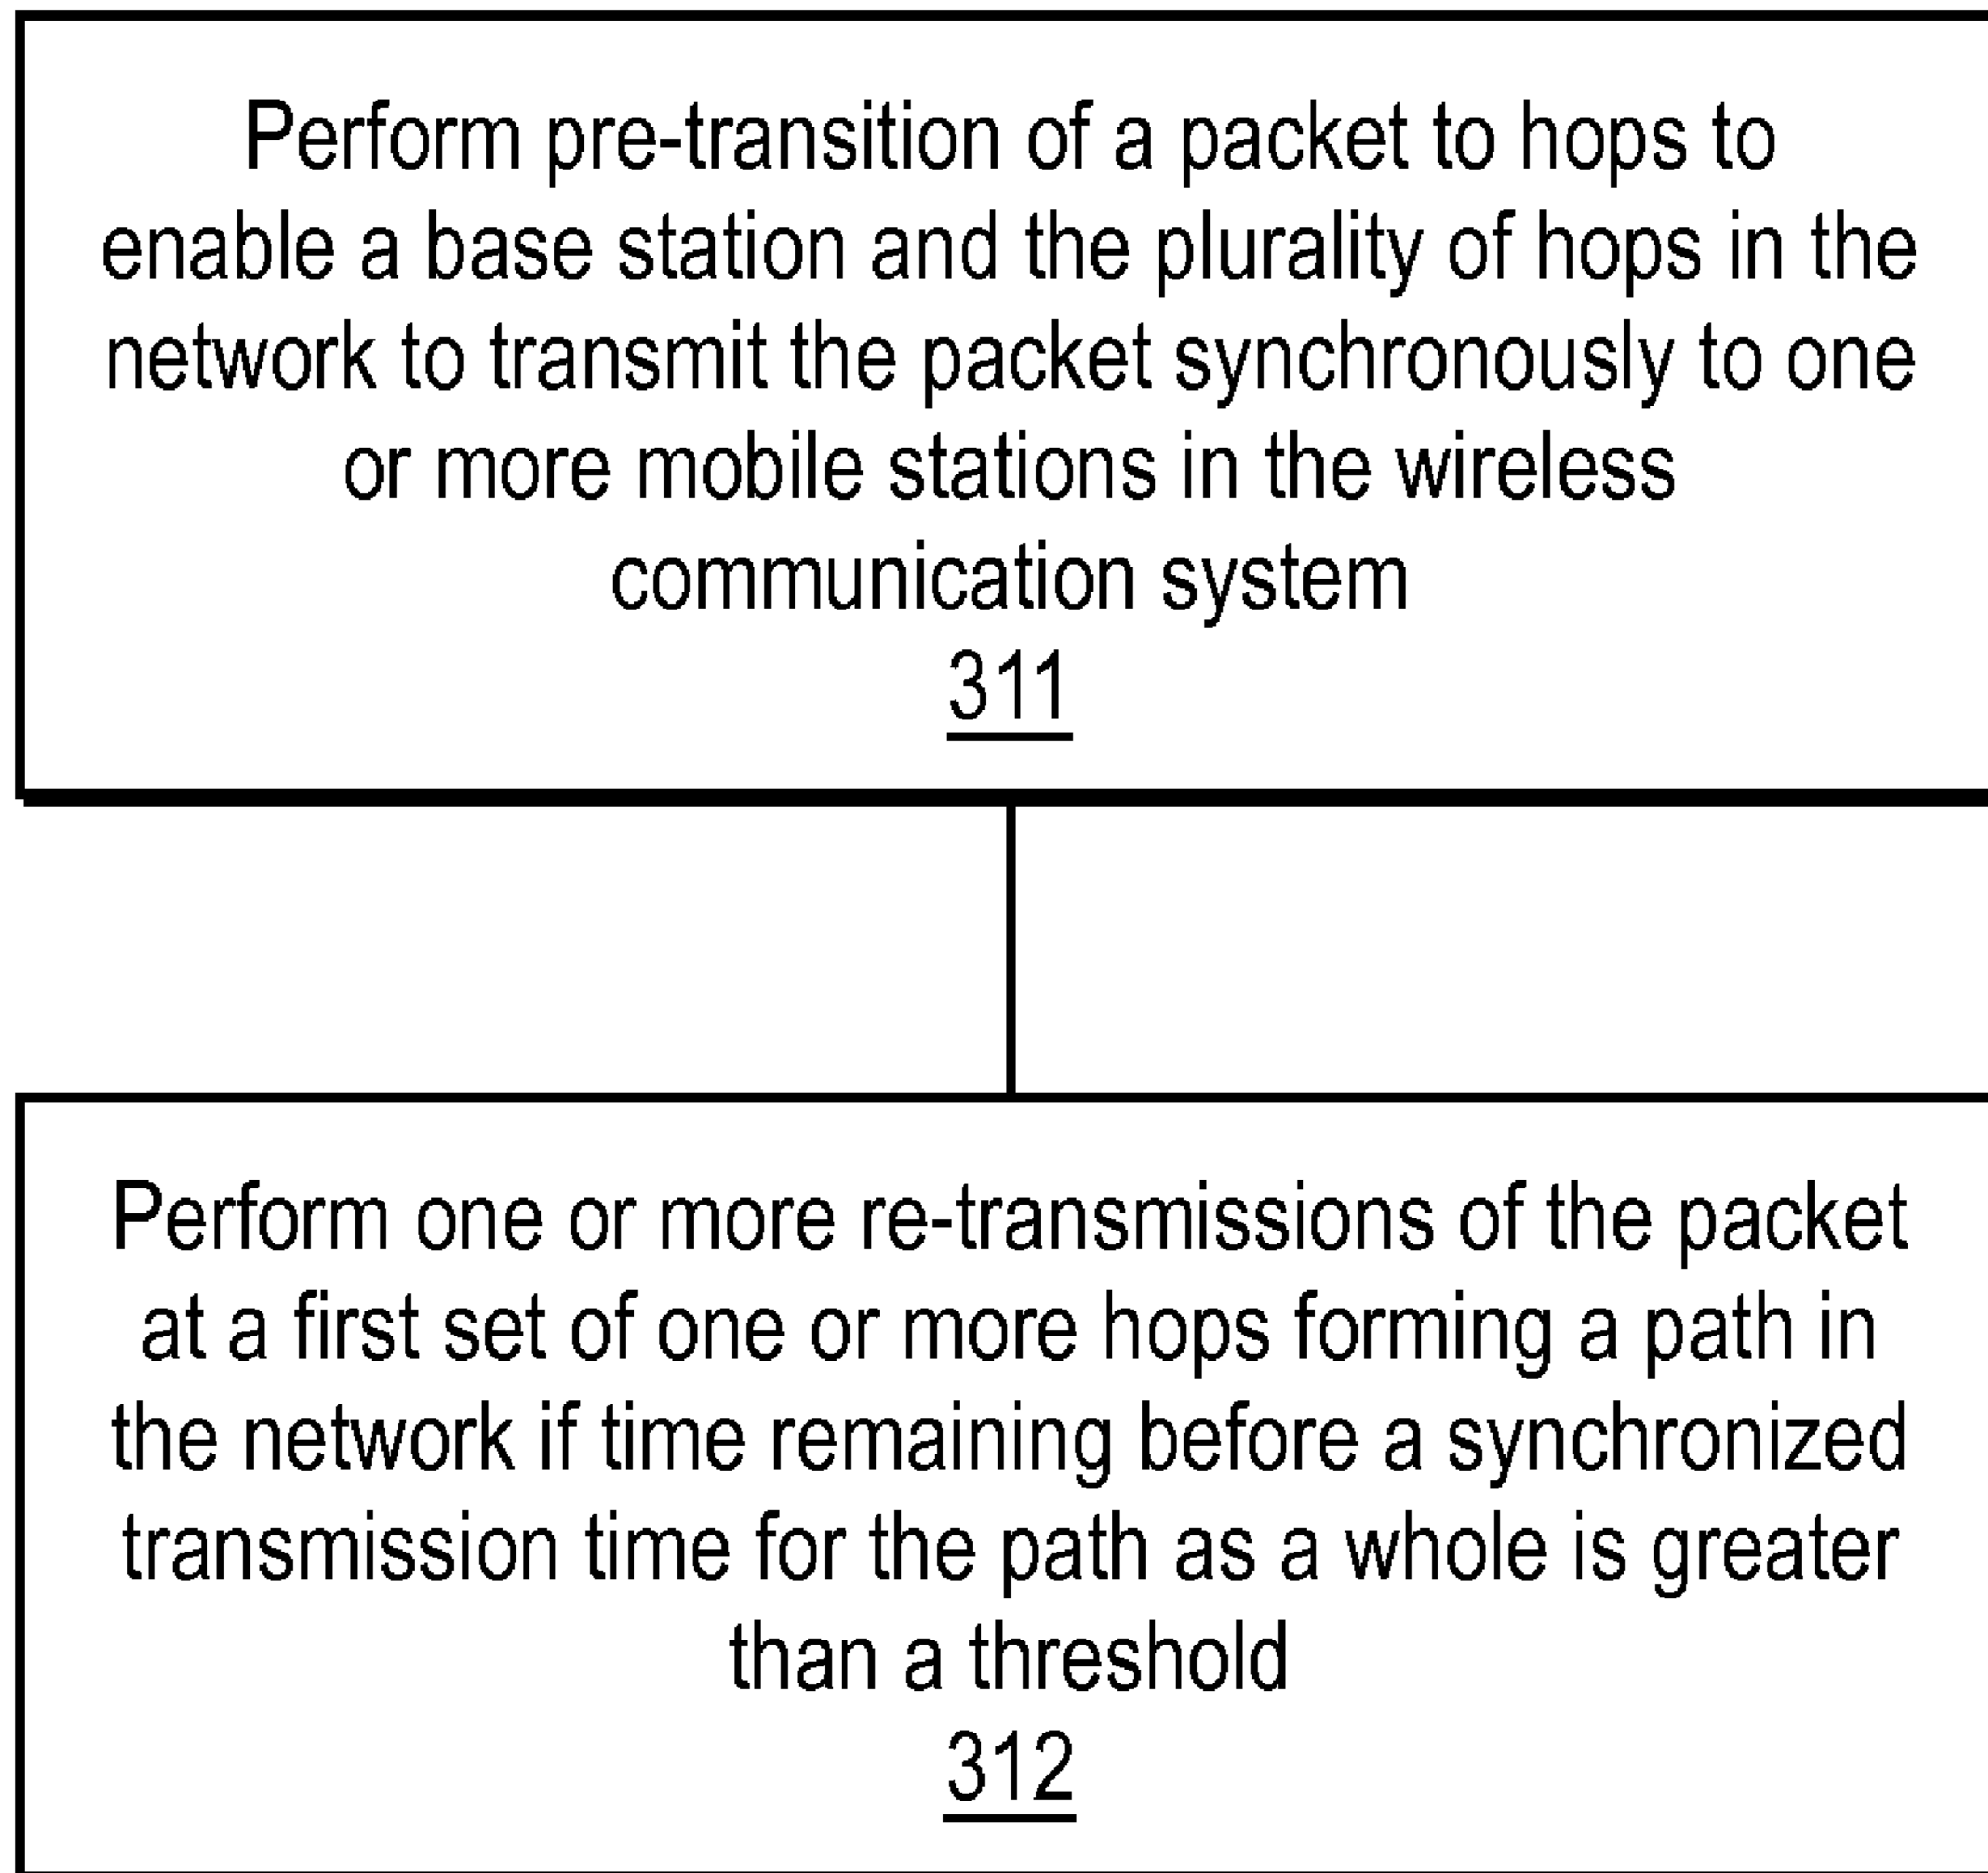 Perform pre-transition of a packet to hops to
enable a base station and the plurality of hops in the
network to transmit the packet synchronously to one
or more mobile stations in the wireless
communication system
311
Perform one or more re-transmissions of the packet
at a first set of one or more hops forming a path in
the network if time remaining before a synchronized
transmission time for the path as a whole is greater
than a threshold
312